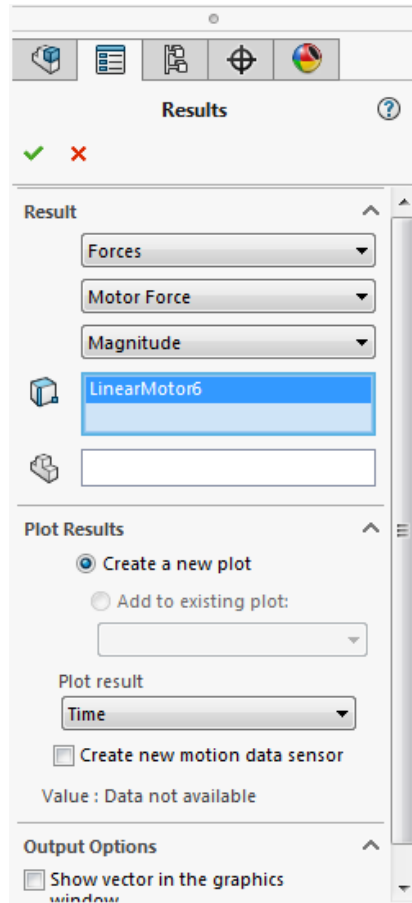 Results
?
Result
Forces
Motor Force
Magnitude
LinearMotor6
Plot Results
Create a new plot
Add to existing plot:
Plot result
Time
Create new motion data sensor
Value : Data not available
Output Options
Show vector in the graphics
window